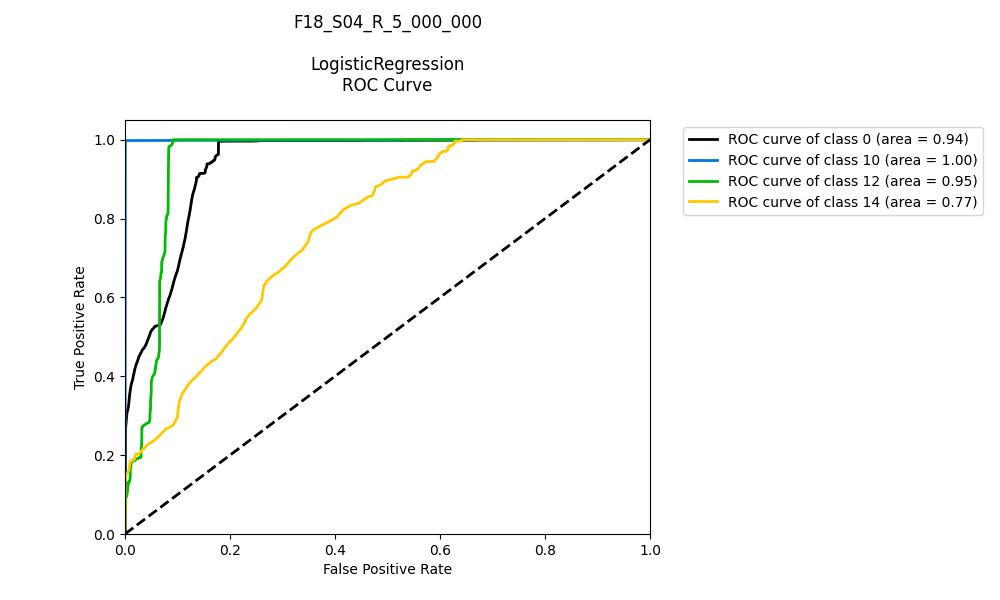 F18_S04_R_5_000_000
LogisticRegression
ROC Curve
ROC curve of class 0 (area = 0.94)
ROC curve of class 10 (area = 1.00)
ROC curve of class 12 (area = 0.95)
ROC curve of class 14 (area = 0.77)
True Positive Rate
1.0
0.8
0.6
0.4
0.2
0.0
0.0 0.2 0.4 0.6 0.8 1.0
False Positive Rate